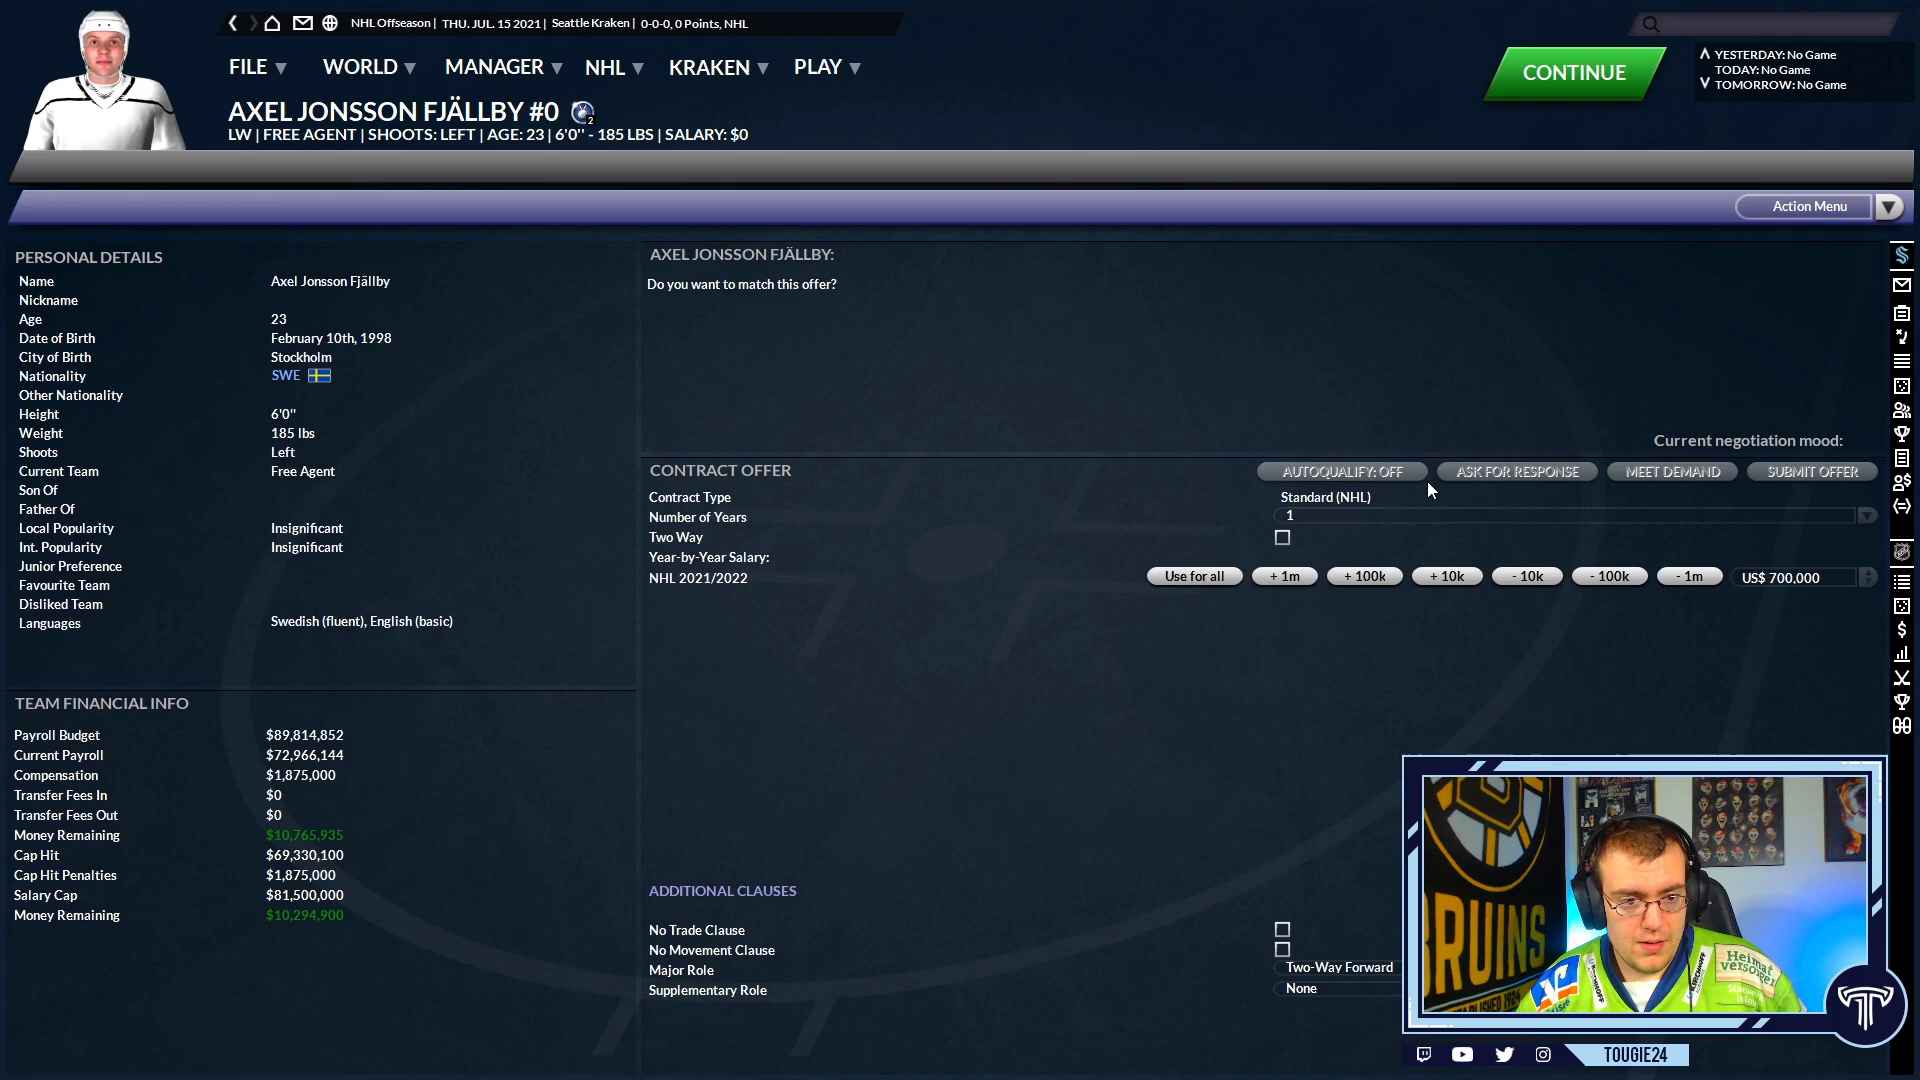 NHL Offseason | THU. JUL. 15 2021 | Seattle Kraken | 0-0-0, 0 Points, NHL
FILE
WORLD
MANAGER
NHL
KRAKEN
PLAY
CONTINUE
YESTERDAY: No Game
TODAY: No Game
TOMORROW: No Game
AXEL JONSSON FJÄLLBY #0
2
LW | FREE AGENT | SHOOTS: LEFT | AGE: 23 | 6'0'' - 185 LBS | SALARY: $0
Action Menu
PERSONAL DETAILS
Name Axel Jonsson Fjällby
Nickname
Age 23
Date of Birth February 10th, 1998
City of Birth Stockholm
Nationality SWE
Other Nationality
Height 6'0''
Weight 185 lbs
Shoots Left
Current Team Free Agent
Son Of
Father Of
Local Popularity Insignificant
Int. Popularity Insignificant
Junior Preference
Favourite Team
Disliked Team
Languages Swedish (fluent), English (basic)
TEAM FINANCIAL INFO
Payroll Budget $89,814,852
Current Payroll $72,966,144
Compensation $1,875,000
Transfer Fees In $0
Transfer Fees Out $0
Money Remaining $10,765,935
Cap Hit $69,330,100
Cap Hit Penalties $1,875,000
Salary Cap $81,500,000
Money Remaining $10,294,900
AXEL JONSSON FJÄLLBY:
Do you want to match this offer?
Current negotiation mood:
CONTRACT OFFER
AUTOQUALIFY: OFF
ASK FOR RESPONSE
MEET DEMAND
SUBMIT OFFER
Contract Type Standard (NHL)
Number of Years 1
Two Way
Year-by-Year Salary:
NHL 2021/2022 Use for all + 1m + 100k + 10k - 10k - 100k - 1m US$ 700,000
ADDITIONAL CLAUSES
No Trade Clause
No Movement Clause
Major Role Two-Way Forward
Supplementary Role None
BRUINS
Heimat
versorger
TOUGIE24